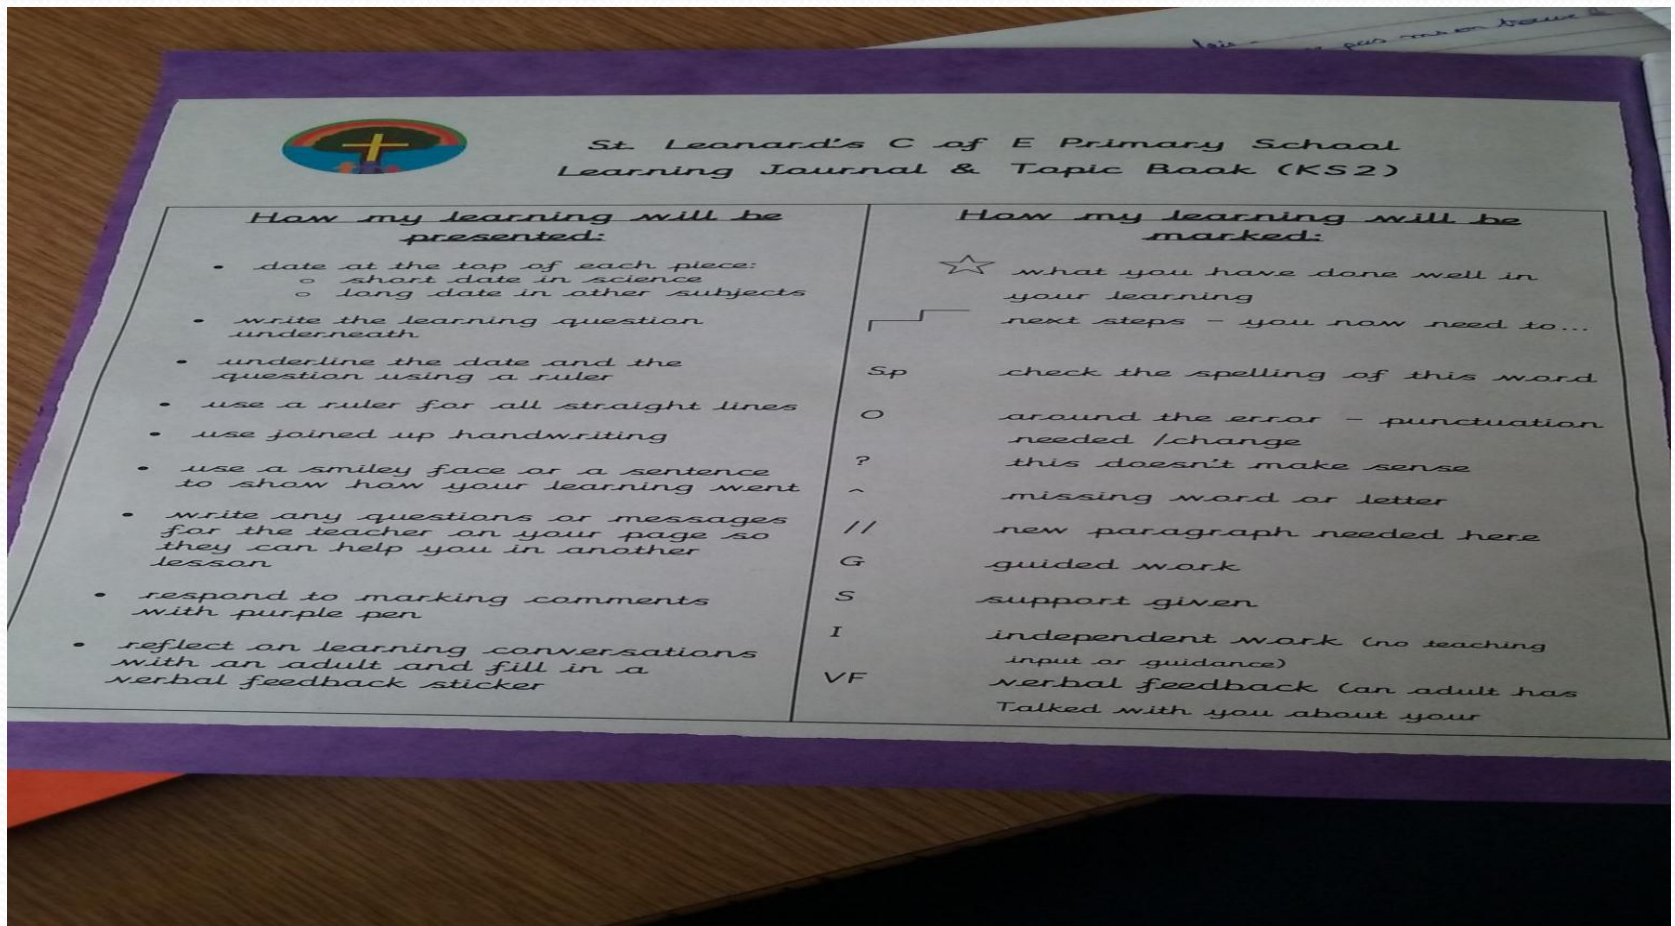 pas
St Leonard's C of E Primary School
Learning Journal & Topic Book (KS2)
How my learning will be
presented:
• date at the top of each piece:
○ short date in science
○ long date in other subjects
• write the learning question
underneath
• underline the date and the
question using a ruler
• use a ruler for all straight lines
• use joined up handwriting
• use a smiley face or a sentence
to show how your learning went
• write any questions or messages
for the teacher on your page so
they can help you in another
lesson
• respond to marking comments
with purple pen
• reflect on learning conversations
with an adult and fill in a
verbal feedback sticker
How my learning will be
marked:
what you have done well in
your learning
next steps – you now need to...
Sp check the spelling of this word
O around the error – punctuation
needed /change
? this doesn't make sense
^ missing word or letter
// new paragraph needed here
G guided work
S support given
I independent work (no teaching
input or guidance)
VF verbal feedback (an adult has
Talked with you about your